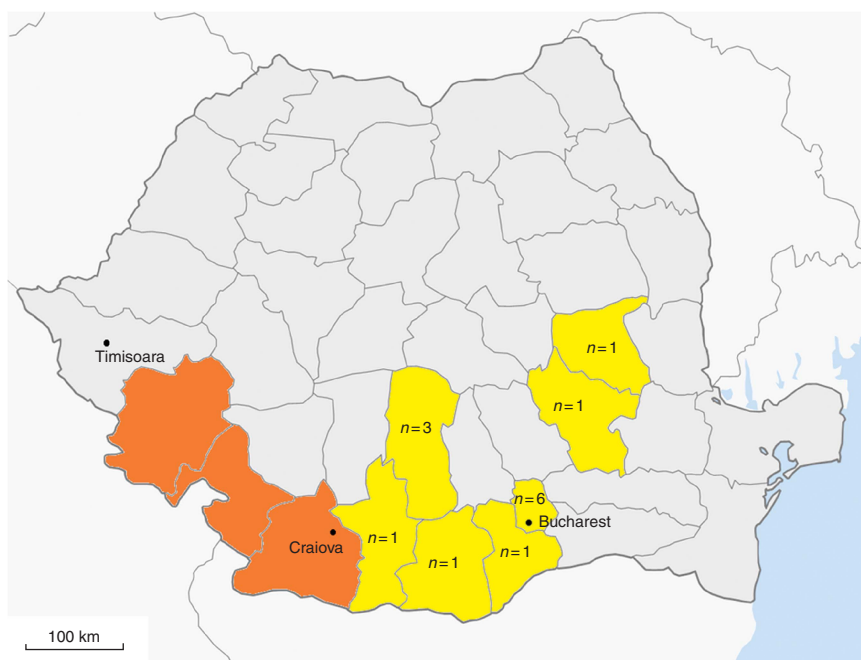 n=1
Timisoara
n=1
n=3
n=6
Bucharest
n=1
Craiova
n=1
n=1
100 km